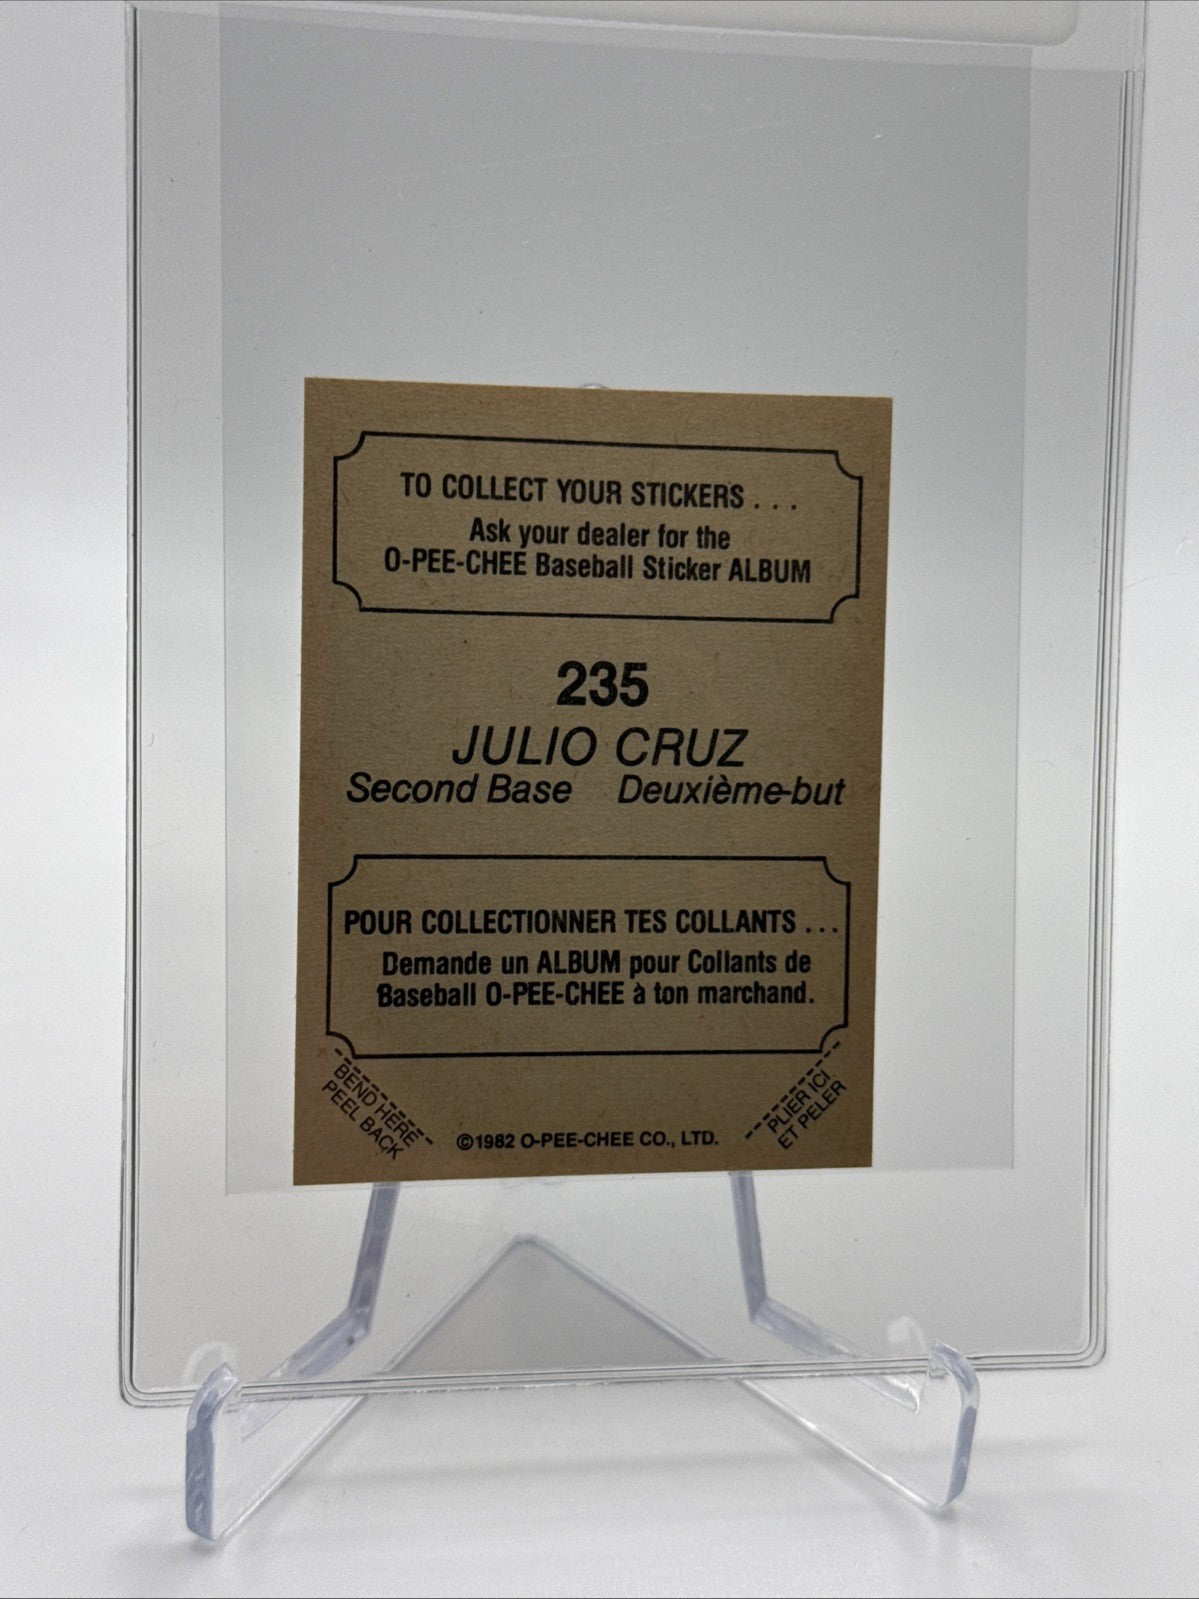 TO COLLECT YOUR STICKERS . . .
Ask your dealer for the
O-PEE-CHEE Baseball Sticker ALBUM
235
JULIO CRUZ
Second Base Deuxième-but
POUR COLLECTIONNER TES COLLANTS . . .
Demande un ALBUM pour Collants de
Baseball O-PEE-CHEE à ton marchand.
BEND HERE
PEEL BACK
©1982 O-PEE-CHEE CO., LTD.
PLIER ICI
ET PELER